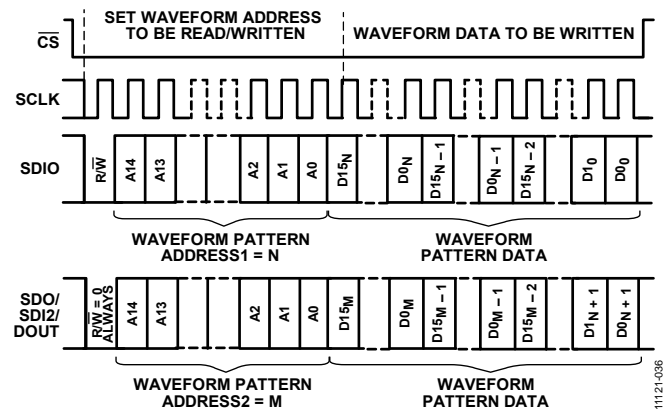 SET WAVEFORM ADDRESS
TO BE READ/WRITTEN
WAVEFORM DATA TO BE WRITTEN
CS
SCLK
SDIO
R/W
A14
A13
A2
A1
A0
D15N
D0N
D15N – 1
D0N – 1
D15N – 2
D10
D00
WAVEFORM PATTERN
ADDRESS1 = N
WAVEFORM
PATTERN DATA
SDO/
SDI2/
DOUT
R/W = 0
ALWAYS
A14
A13
A2
A1
A0
D15M
D0M
D15M – 1
D0M – 1
D15M – 2
D1N + 1
D0N + 1
WAVEFORM PATTERN
ADDRESS2 = M
WAVEFORM
PATTERN DATA
11121-036